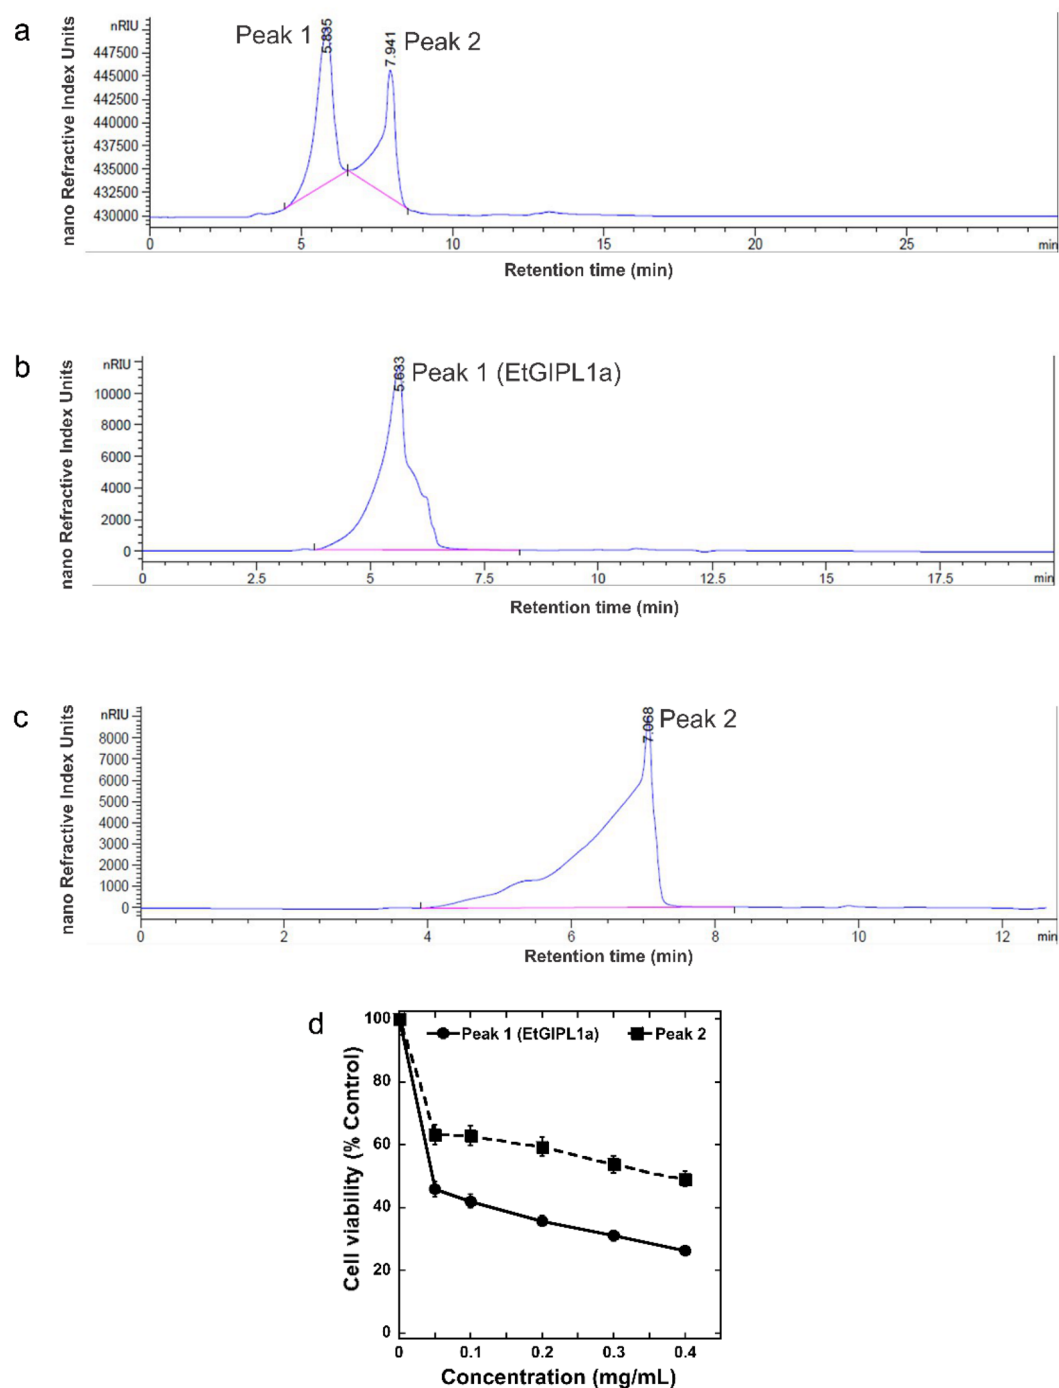 a
nRIU
Peak 1
5.835
7.941
Peak 2
447500
445000
442500
440000
437500
435000
432500
430000
nano Refractive Index Units
0 5 10 15 20 25 min
Retention time (min)
b
nRIU
5.633
Peak 1 (EtGIPL1a)
10000
8000
6000
4000
2000
0
nano Refractive Index Units
0 2.5 5 7.5 10 12.5 15 17.5 min
Retention time (min)
c
nRIU
7.068
Peak 2
8000
7000
6000
5000
4000
3000
2000
1000
0
nano Refractive Index Units
0 2 4 6 8 10 12 min
Retention time (min)
d
Peak 1 (EtGIPL1a) Peak 2
100
80
60
40
20
0
Cell viability (% Control)
0 0.1 0.2 0.3 0.4
Concentration (mg/mL)